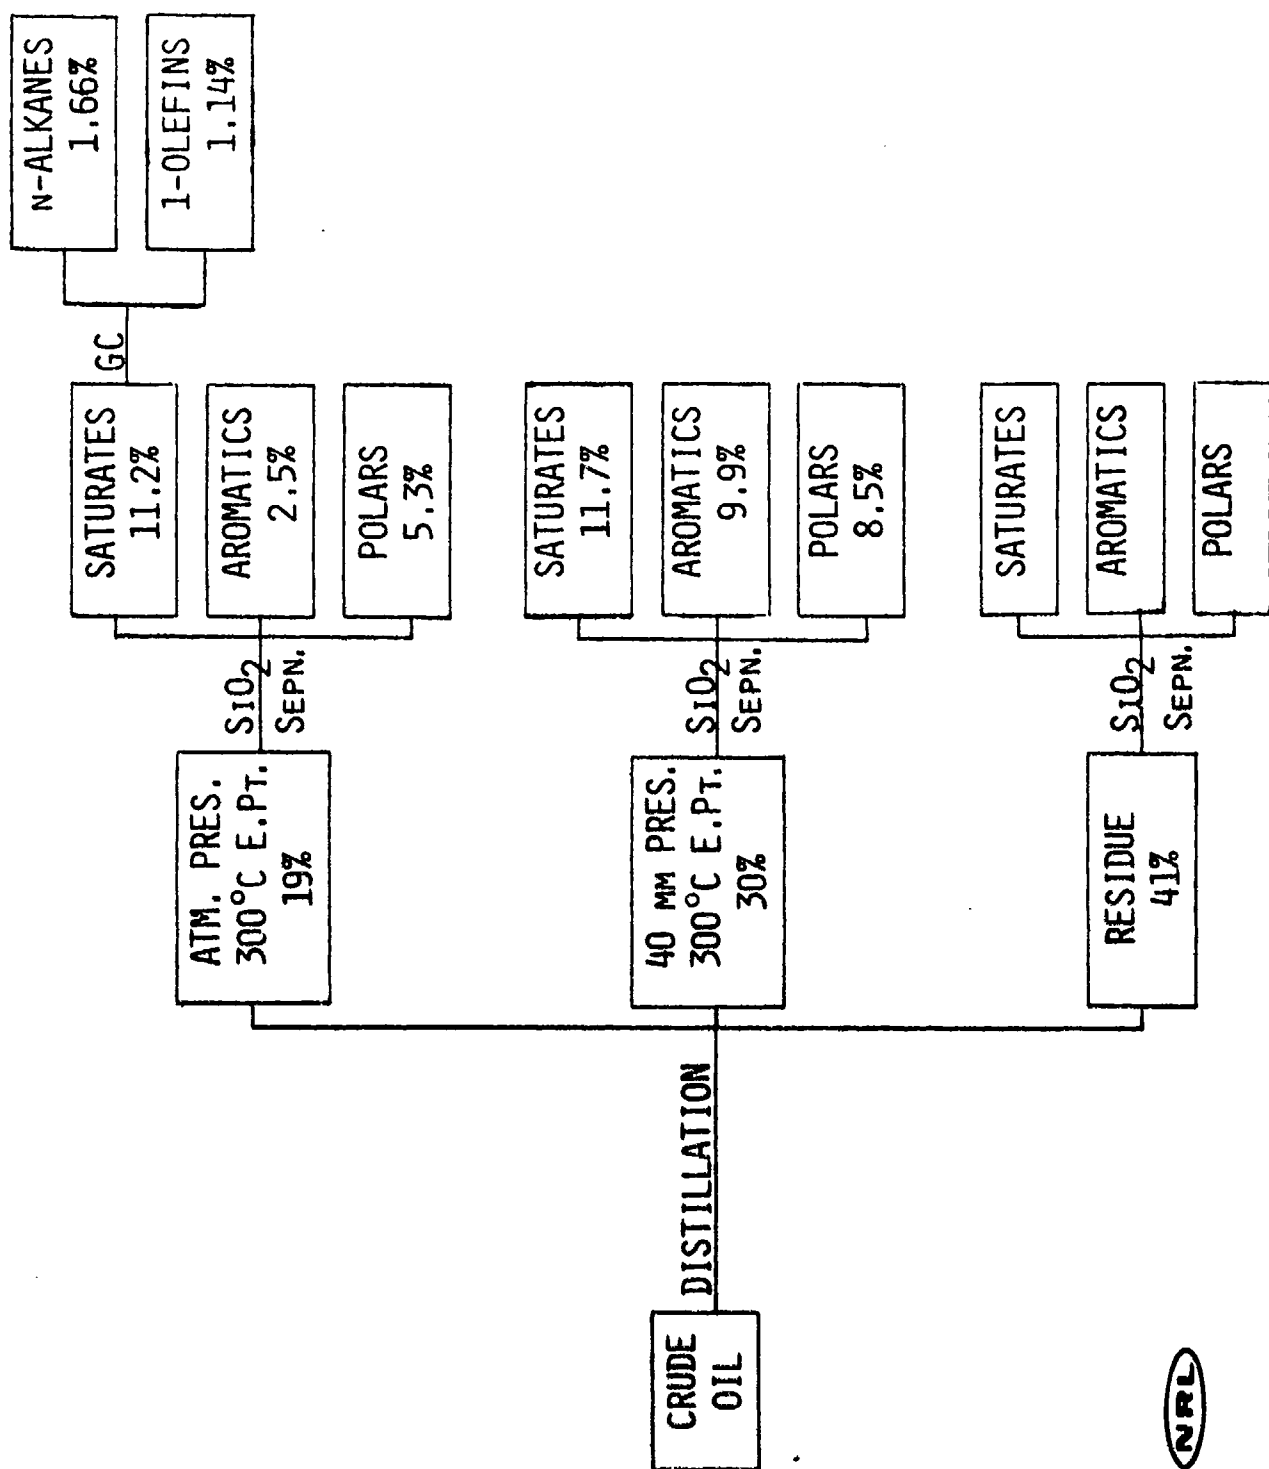 CRUDE
OIL
DISTILLATION
ATM. PRES.
300°C E.PT.
19%
SIO2
SEPN.
SATURATES
11.2%
GC
N-ALKANES
1.66%
1-OLEFINS
1.14%
AROMATICS
2.5%
POLARS
5.3%
40 MM PRES.
300°C E.PT.
30%
SIO2
SEPN.
SATURATES
11.7%
AROMATICS
9.9%
POLARS
8.5%
RESIDUE
41%
SIO2
SEPN.
SATURATES
AROMATICS
POLARS
NRL